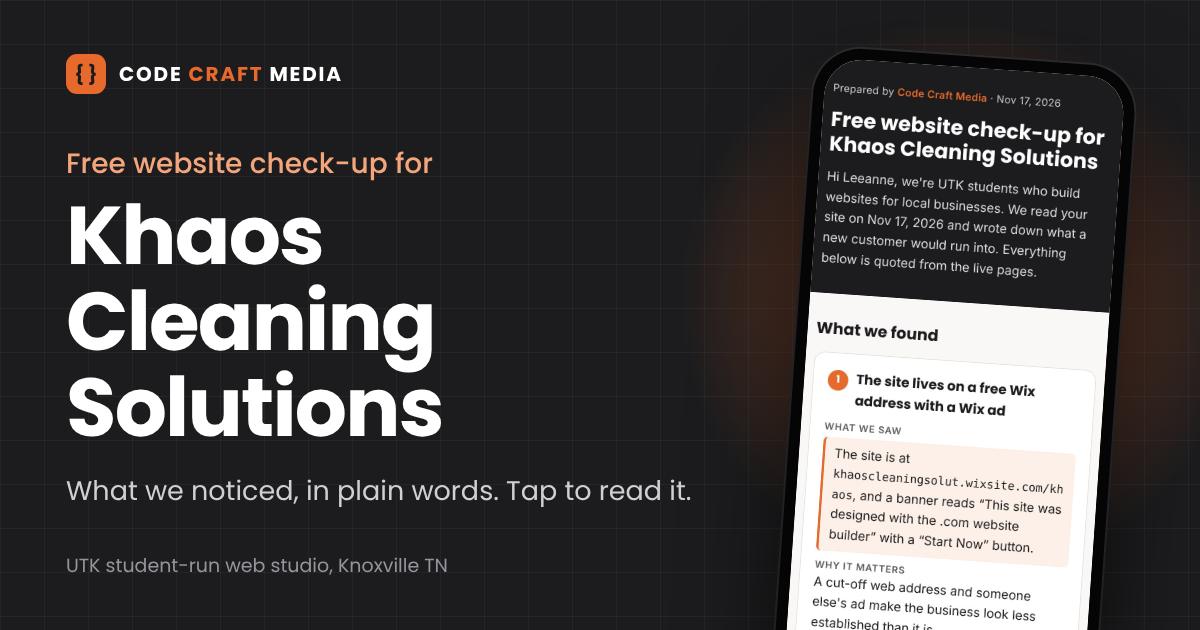 { } CODE CRAFT MEDIA
Free website check-up for
Khaos
Cleaning
Solutions
What we noticed, in plain words. Tap to read it.
UTK student-run web studio, Knoxville TN
Prepared by Code Craft Media · Nov 17, 2026
Free website check-up for
Khaos Cleaning Solutions
Hi Leeanne, we're UTK students who build
websites for local businesses. We read your
site on Nov 17, 2026 and wrote down what a
new customer would run into. Everything
below is quoted from the live pages.
What we found
1 The site lives on a free Wix
address with a Wix ad
WHAT WE SAW
The site is at
khaoscleaningsolut.wixsite.com/kh
aos, and a banner reads “This site was
designed with the .com website
builder” with a “Start Now” button.
WHY IT MATTERS
A cut-off web address and someone
else's ad make the business look less
established than it is